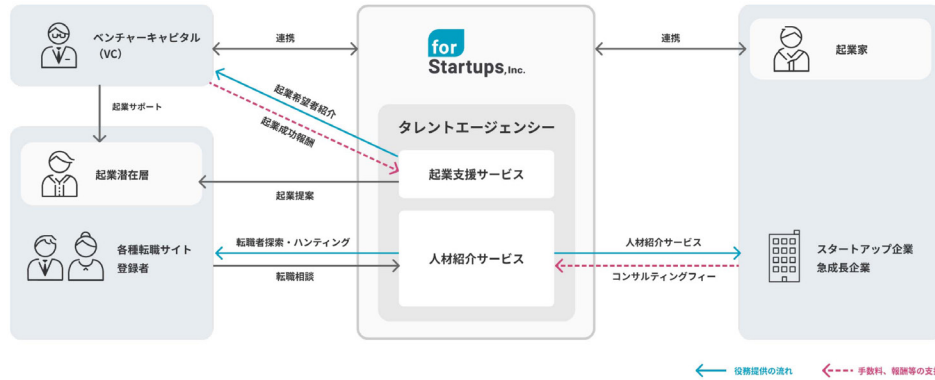 ベンチャーキャピタル
（VC）
連携
for
Startups, Inc.
連携
起業家
起業サポート
起業希望者紹介
起業成功報酬
タレントエージェンシー
起業潜在層
起業支援サービス
起業提案
各種転職サイト
登録者
転職者探索・ハンティング
転職相談
人材紹介サービス
人材紹介サービス
コンサルティングフィー
スタートアップ企業
急成長企業
役務提供の流れ
手数料、報酬等の支